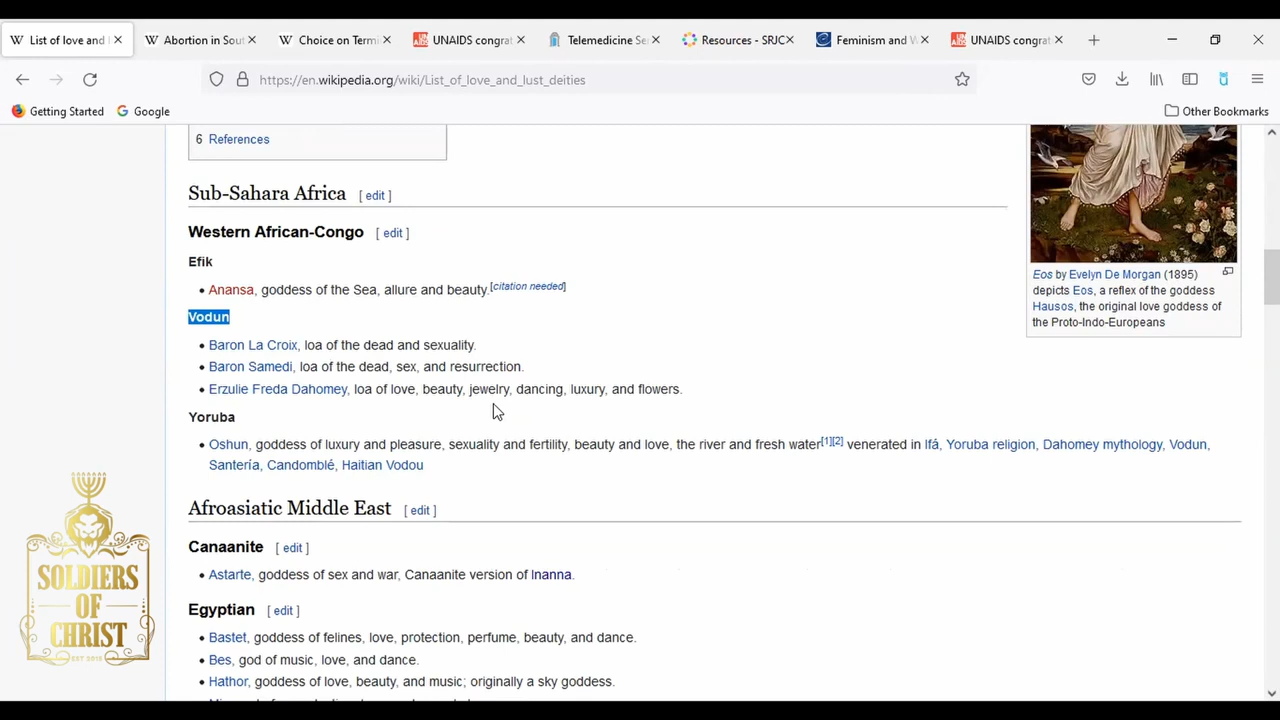 List of love and
Abortion in Sout
Choice on Termi
UNAIDS congrat
Telemedicine Se
Resources - SRJC
Feminism and W
UNAIDS congrat
https://en.wikipedia.org/wiki/List_of_love_and_lust_deities
Getting Started
Google
Other Bookmarks
6 References
Sub-Sahara Africa [ edit ]
Western African-Congo [ edit ]
Efik
• Anansa, goddess of the Sea, allure and beauty.[citation needed]
Vodun
• Baron La Croix, loa of the dead and sexuality.
• Baron Samedi, loa of the dead, sex, and resurrection.
• Erzulie Freda Dahomey, loa of love, beauty, jewelry, dancing, luxury, and flowers.
Yoruba
• Oshun, goddess of luxury and pleasure, sexuality and fertility, beauty and love, the river and fresh water[1][2] venerated in Ifá, Yoruba religion, Dahomey mythology, Vodun,
Santería, Candomblé, Haitian Vodou
Afroasiatic Middle East [ edit ]
Canaanite [ edit ]
• Astarte, goddess of sex and war, Canaanite version of Inanna.
Egyptian [ edit ]
• Bastet, goddess of felines, love, protection, perfume, beauty, and dance.
• Bes, god of music, love, and dance.
• Hathor, goddess of love, beauty, and music; originally a sky goddess.
Eos by Evelyn De Morgan (1895)
depicts Eos, a reflex of the goddess
Hausos, the original love goddess of
the Proto-Indo-Europeans
SOLDIERS
OF
CHRIST